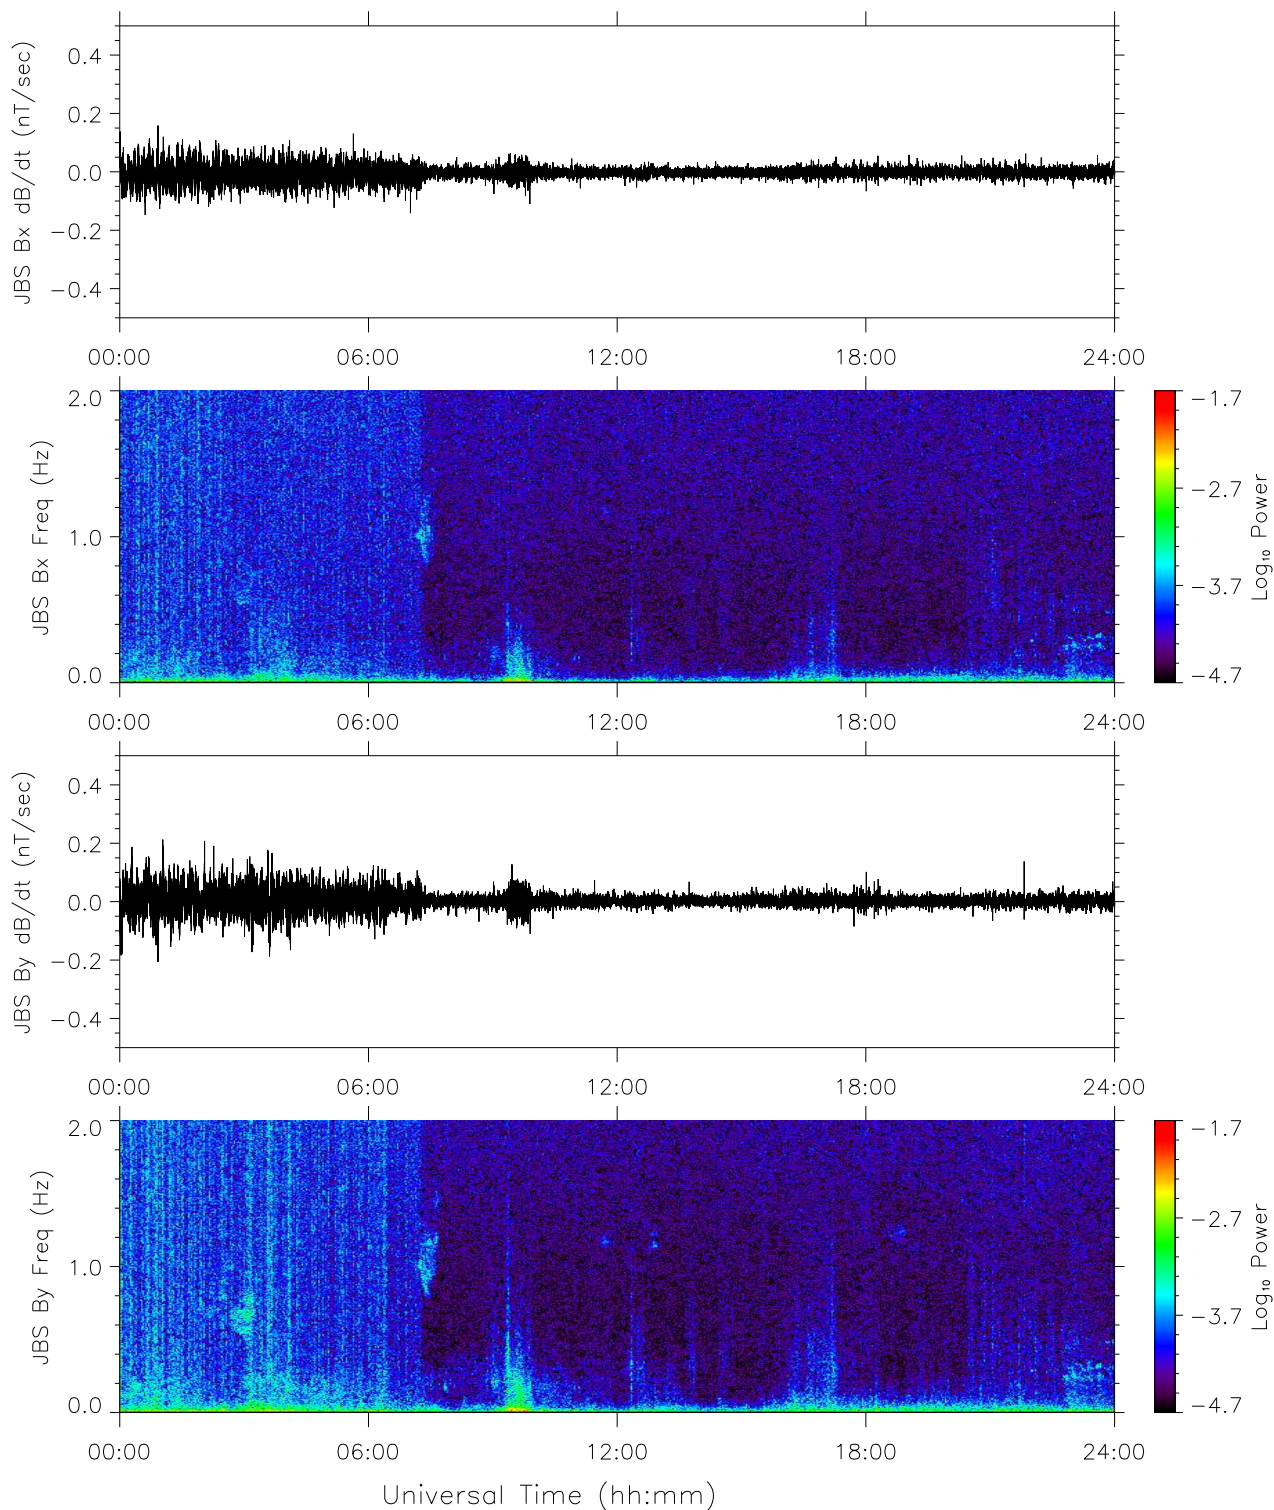 JBS Bx dB/dt (nT/sec)
0.4
0.2
0.0
−0.2
−0.4
00:00 06:00 12:00 18:00 24:00
JBS Bx Freq (Hz)
2.0
1.0
0.0
−1.7
−2.7
−3.7
−4.7
Log₁₀ Power
00:00 06:00 12:00 18:00 24:00
JBS By dB/dt (nT/sec)
0.4
0.2
0.0
−0.2
−0.4
00:00 06:00 12:00 18:00 24:00
JBS By Freq (Hz)
2.0
1.0
0.0
−1.7
−2.7
−3.7
−4.7
Log₁₀ Power
00:00 06:00 12:00 18:00 24:00
Universal Time (hh:mm)